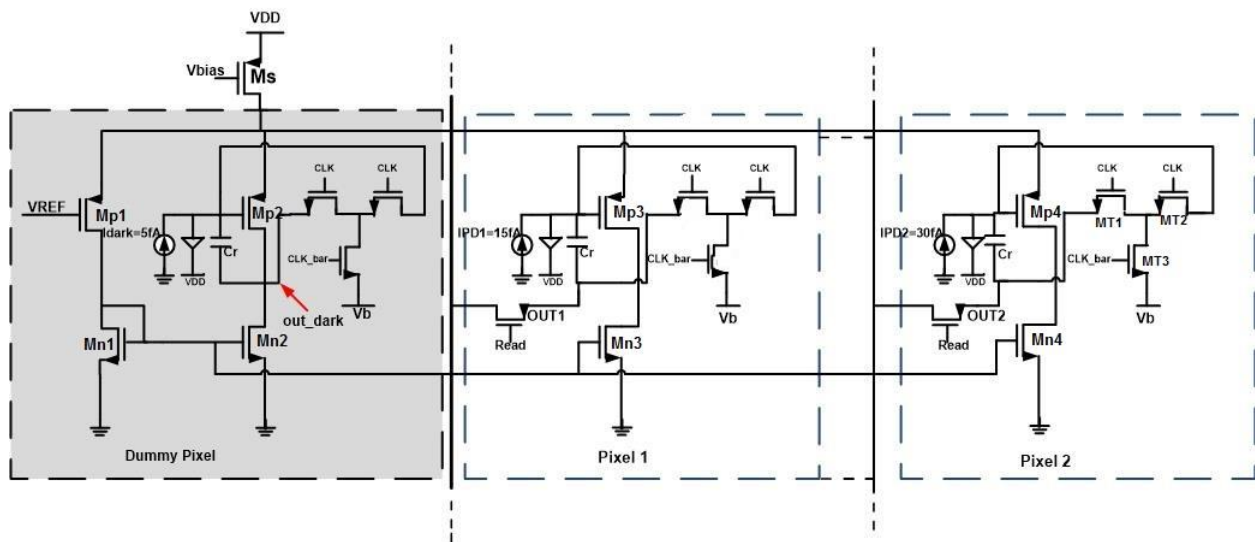 VDD
Vbias
Ms
CLK
CLK
CLK
CLK
CLK
CLK
VREF
Mp1
Idark=5fA
Mp2
Cr
VDD
CLK_bar
Vb
out_dark
Mn1
Mn2
Dummy Pixel
IPD1=15fA
Mp3
Cr
VDD
CLK_bar
Vb
OUT1
Read
Mn3
Pixel 1
IPD2=30fA
Mp4
Cr
VDD
MT1
MT2
CLK_bar
MT3
Vb
OUT2
Read
Mn4
Pixel 2